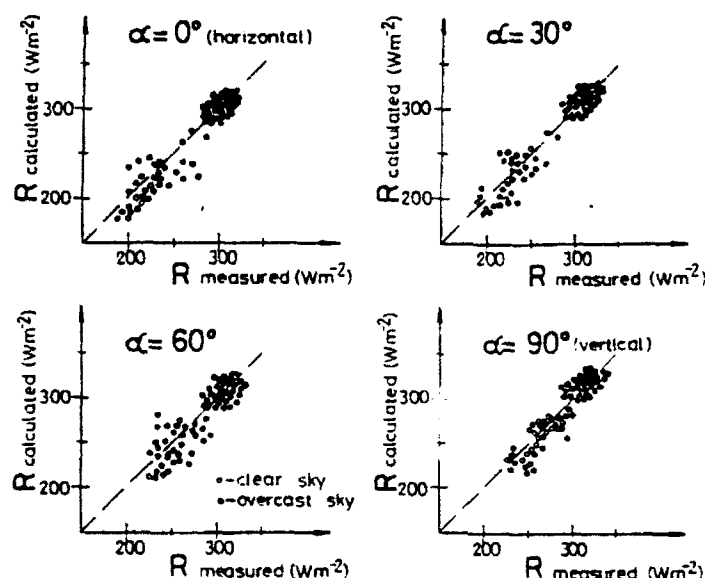 α= 0° (horizontal)
R calculated (Wm⁻²)
300
200
200 300
R measured (Wm⁻²)
α= 30°
R calculated (Wm⁻²)
300
200
200 300
R measured (Wm⁻²)
α= 60°
R calculated (Wm⁻²)
300
200
∘-clear sky
•-overcast sky
200 300
R measured (Wm⁻²)
α= 90° (vertical)
R calculated (Wm⁻²)
300
200
200 300
R measured (Wm⁻²)